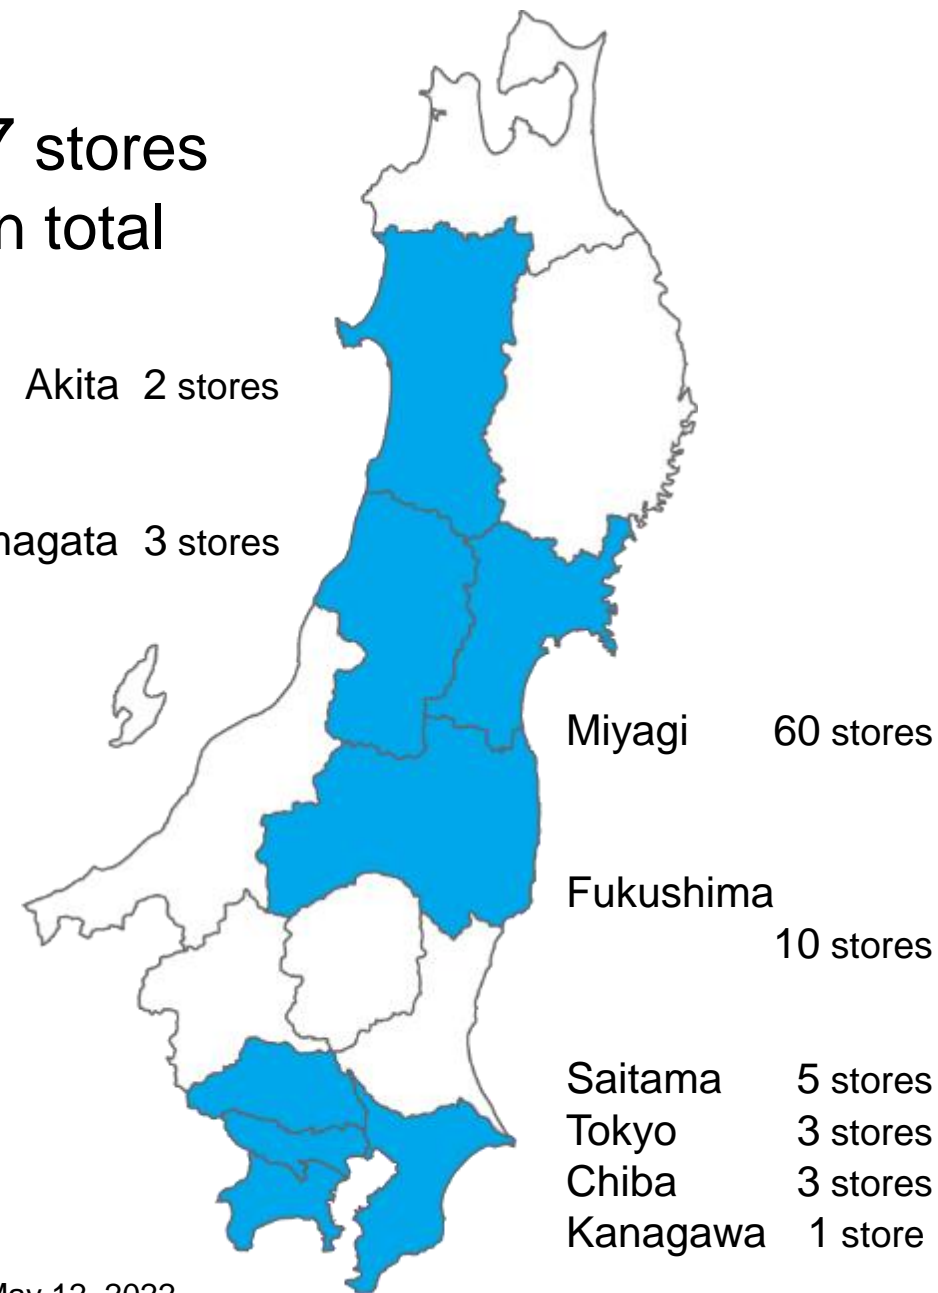 7 stores
n total
Akita 2 stores
nagata 3 stores
Miyagi 60 stores
Fukushima
10 stores
Saitama 5 stores
Tokyo 3 stores
Chiba 3 stores
Kanagawa 1 store